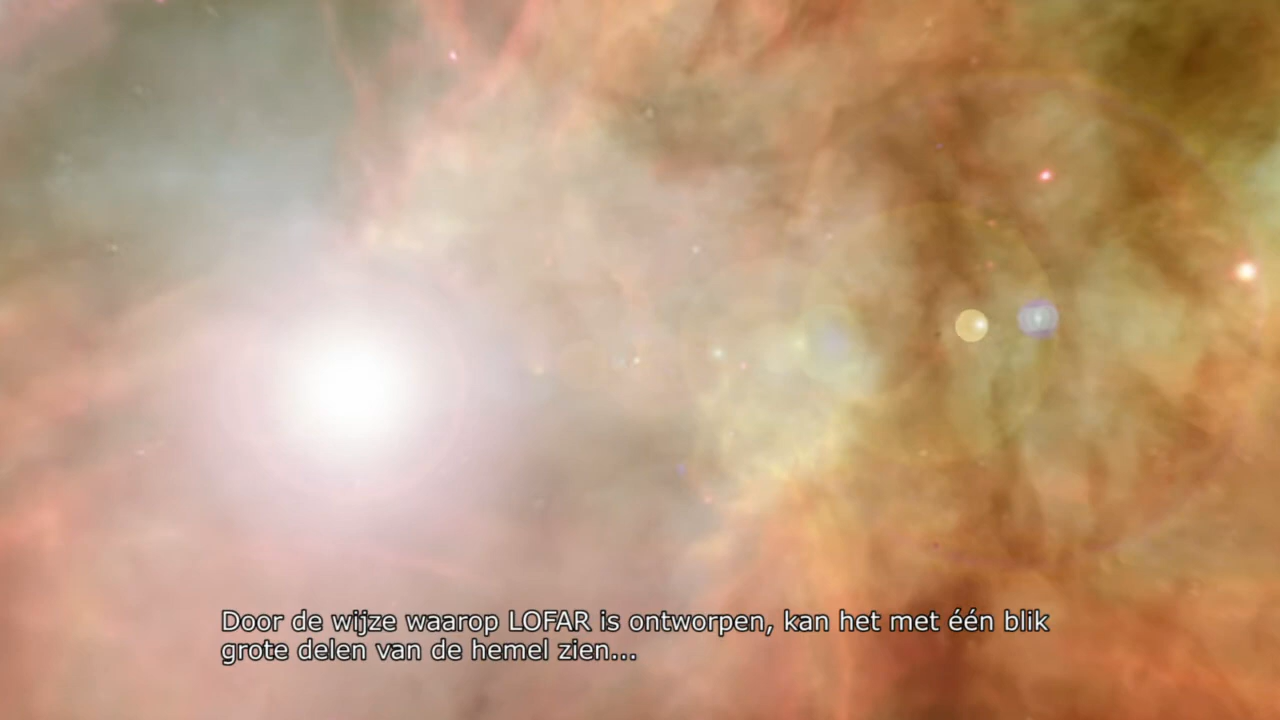 Door de wijze waarop LOFAR is ontworpen, kan het met één blik
grote delen van de hemel zien...